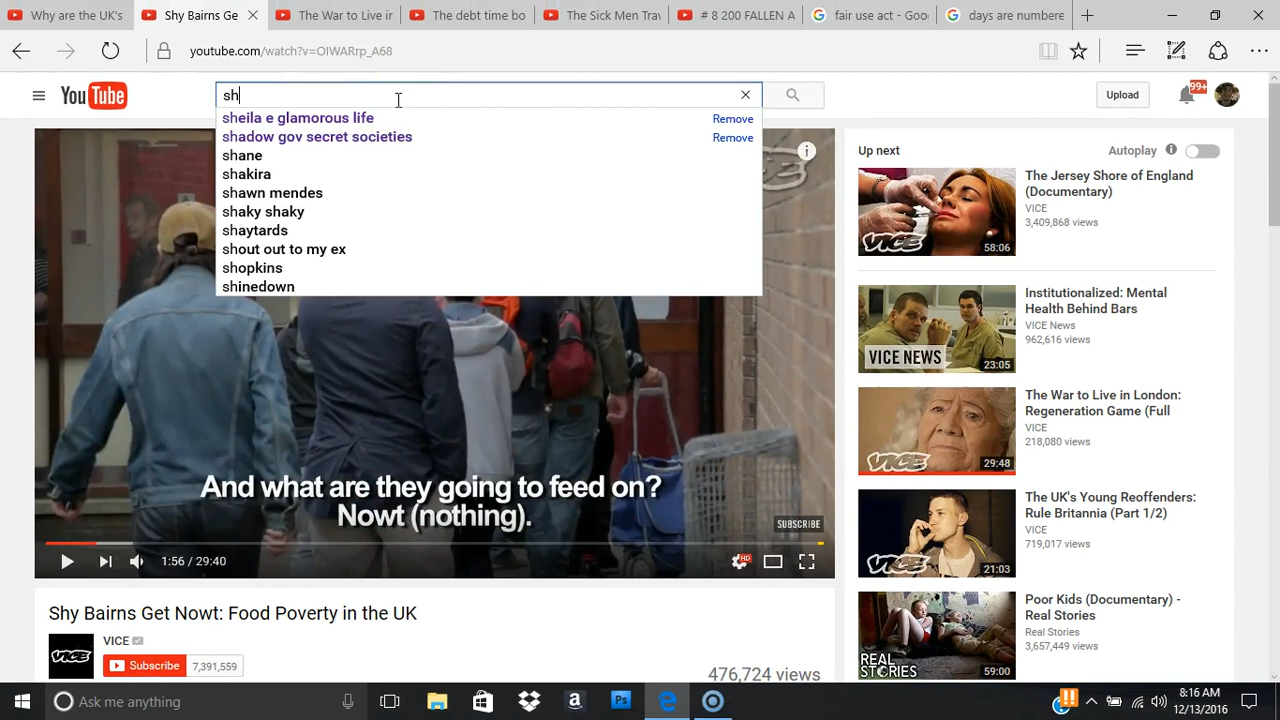 Why are the UK's
Shy Bairns Ge
The War to Live in
The debt time bo
The Sick Men Trav
# 8 200 FALLEN A
fair use act - Goo
days are numbere
youtube.com/watch?v=OIWARrp_A68
YouTube
sh
Upload
99+
sheila e glamorous life Remove
shadow gov secret societies Remove
shane
shakira
shawn mendes
shaky shaky
shaytards
shout out to my ex
shopkins
shinedown
And what are they going to feed on?
Nowt (nothing).
SUBSCRIBE
1:56 / 29:40
HD
Shy Bairns Get Nowt: Food Poverty in the UK
VICE
VICE
Subscribe 7,391,559
476,724 views
Up next
Autoplay
VICE
58:06
The Jersey Shore of England
(Documentary)
VICE
3,409,868 views
VICE NEWS
23:05
Institutionalized: Mental
Health Behind Bars
VICE News
962,616 views
VICE
29:48
The War to Live in London:
Regeneration Game (Full
VICE
218,080 views
VICE
21:03
The UK's Young Reoffenders:
Rule Britannia (Part 1/2)
VICE
719,017 views
REAL
STORIES
59:00
Poor Kids (Documentary) -
Real Stories
Real Stories
3,657,449 views
Ask me anything
a
Ps
8:16 AM
12/13/2016